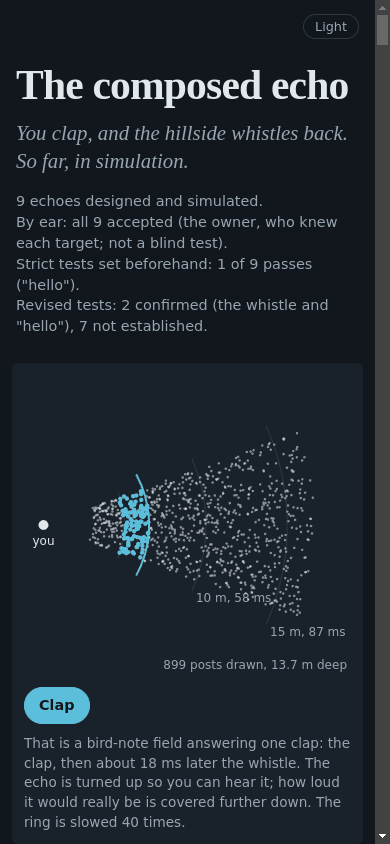 Light
The composed echo
You clap, and the hillside whistles back.
So far, in simulation.
9 echoes designed and simulated.
By ear: all 9 accepted (the owner, who knew
each target; not a blind test).
Strict tests set beforehand: 1 of 9 passes
("hello").
Revised tests: 2 confirmed (the whistle and
"hello"), 7 not established.
you
10 m, 58 ms
15 m, 87 ms
899 posts drawn, 13.7 m deep
Clap
That is a bird-note field answering one clap: the
clap, then about 18 ms later the whistle. The
echo is turned up so you can hear it; how loud
it would really be is covered further down. The
ring is slowed 40 times.